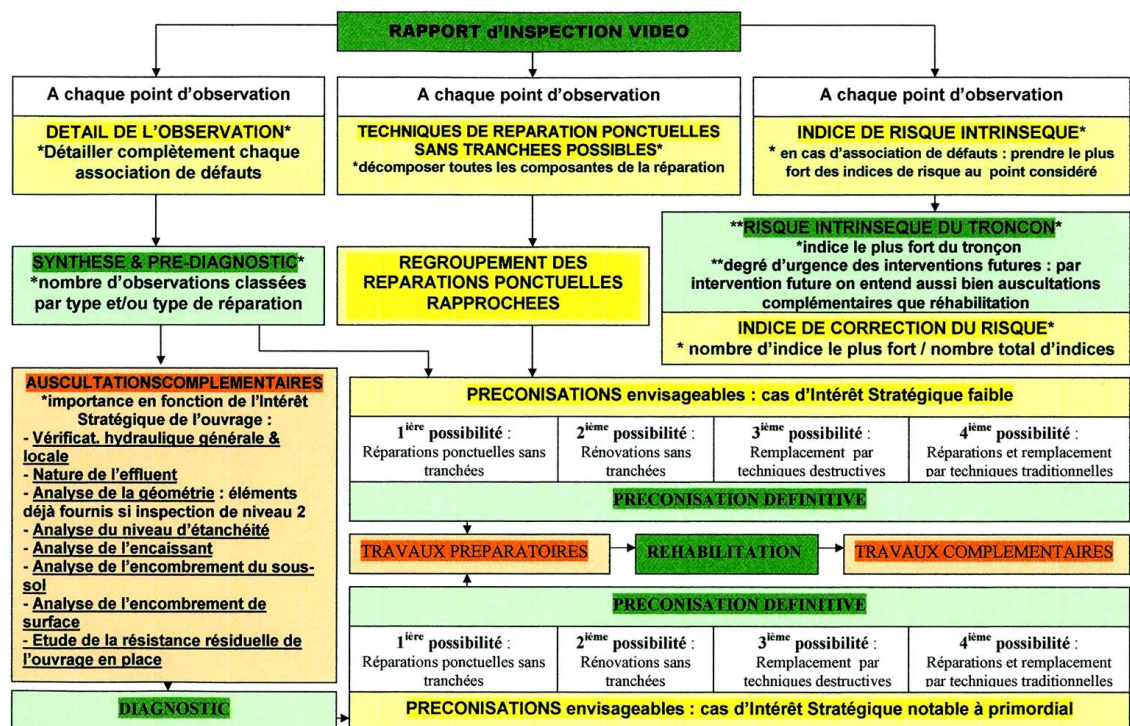 RAPPORT d'INSPECTION VIDEO
A chaque point d'observation
DETAIL DE L'OBSERVATION*
*Détailler complètement chaque
association de défauts
A chaque point d'observation
TECHNIQUES DE REPARATION PONCTUELLES
SANS TRANCHEES POSSIBLES*
*décomposer toutes les composantes de la réparation
A chaque point d'observation
INDICE DE RISQUE INTRINSEQUE*
* en cas d'association de défauts : prendre le plus
fort des indices de risque au point considéré
SYNTHESE & PRE-DIAGNOSTIC*
*nombre d'observations classées
par type et/ou type de réparation
REGROUPEMENT DES
REPARATIONS PONCTUELLES
RAPPROCHEES
**RISQUE INTRINSEQUE DU TRONCON*
*indice le plus fort du tronçon
**degré d'urgence des interventions futures : par
intervention future on entend aussi bien auscultations
complémentaires que réhabilitation
INDICE DE CORRECTION DU RISQUE*
* nombre d'indice le plus fort / nombre total d'indices
AUSCULTATIONSCOMPLEMENTAIRES
*importance en fonction de l'Intérêt
Stratégique de l'ouvrage :
- Vérificat. hydraulique générale &
locale
- Nature de l'effluent
- Analyse de la géométrie : éléments
déjà fournis si inspection de niveau 2
- Analyse du niveau d'étanchéité
- Analyse de l'encaissant
- Analyse de l'encombrement du sous-
sol
- Analyse de l'encombrement de
surface
- Etude de la résistance résiduelle de
l'ouvrage en place
DIAGNOSTIC
PRECONISATIONS envisageables : cas d'Intérêt Stratégique faible
1ière possibilité :
Réparations ponctuelles sans
tranchées
2ième possibilité :
Rénovations sans
tranchées
3ième possibilité :
Remplacement par
techniques destructives
4ième possibilité :
Réparations et remplacement
par techniques traditionnelles
PRECONISATION DEFINITIVE
TRAVAUX PREPARATOIRES
REHABILITATION
TRAVAUX COMPLEMENTAIRES
PRECONISATION DEFINITIVE
1ière possibilité :
Réparations ponctuelles sans
tranchées
2ième possibilité :
Rénovations sans
tranchées
3ième possibilité :
Remplacement par
techniques destructives
4ième possibilité :
Réparations et remplacement
par techniques traditionnelles
PRECONISATIONS envisageables : cas d'Intérêt Stratégique notable à primordial